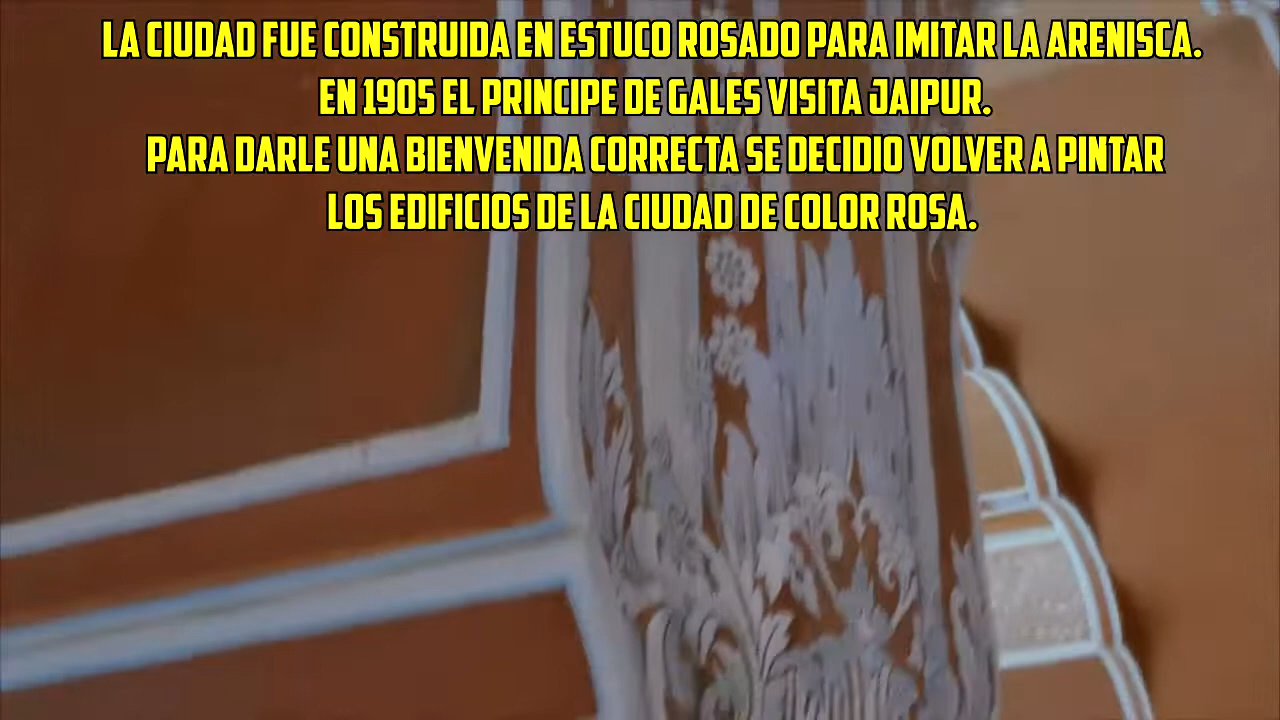 LA CIUDAD FUE CONSTRUIDA EN ESTUCO ROSADO PARA IMITAR LA ARENISCA.
EN 1905 EL PRINCIPE DE GALES VISITA JAIPUR.
PARA DARLE UNA BIENVENIDA CORRECTA SE DECIDIO VOLVER A PINTAR
LOS EDIFICIOS DE LA CIUDAD DE COLOR ROSA.